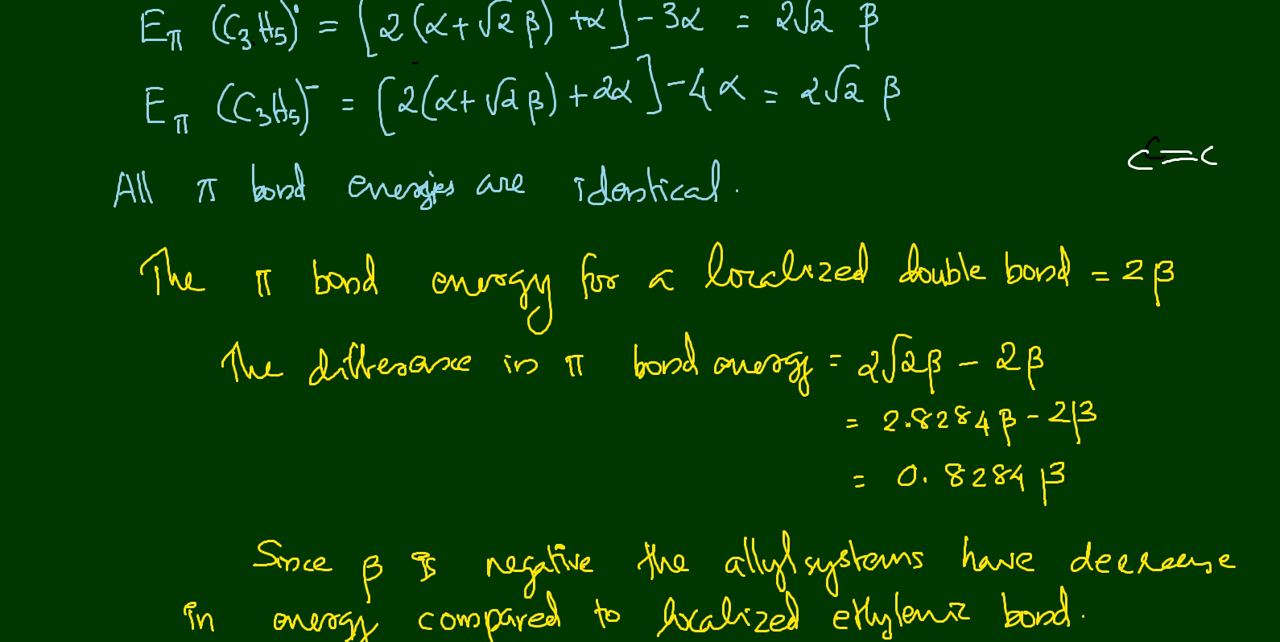 Eπ (C3H5)· = [2(α+√2 β) + α] - 3α = 2√2 β
Eπ (C3H5)⁻ = [2(α+√2 β) + 2α] - 4α = 2√2 β
C=C
All π bond energies are identical.
The π bond energy for a localized double bond = 2β
The difference in π bond energy = 2√2β - 2β
= 2.8284β - 2β
= 0.8284β
Since β is negative the allyl systems have decrease
in energy compared to localized ethylenic bond.